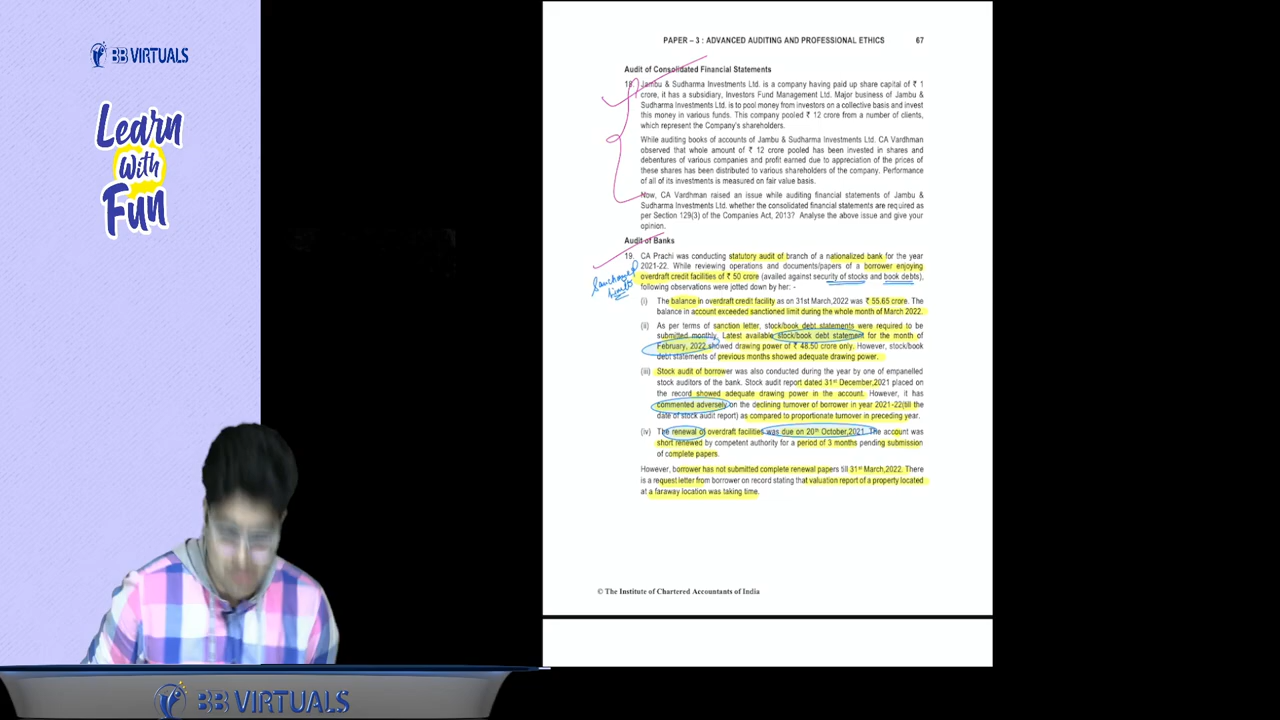 BB VIRTUALS
Learn
With
Fun
PAPER – 3 : ADVANCED AUDITING AND PROFESSIONAL ETHICS 67
Audit of Consolidated Financial Statements
18. Jambu & Sudharma Investments Ltd. is a company having paid up share capital of ₹ 1
crore, it has a subsidiary, Investors Fund Management Ltd. Major business of Jambu &
Sudharma Investments Ltd. is to pool money from investors on a collective basis and invest
this money in various funds. This company pooled ₹ 12 crore from a number of clients,
which represent the Company's shareholders.
While auditing books of accounts of Jambu & Sudharma Investments Ltd. CA Vardhman
observed that whole amount of ₹ 12 crore pooled has been invested in shares and
debentures of various companies and profit earned due to appreciation of the prices of
these shares has been distributed to various shareholders of the company. Performance
of all of its investments is measured on fair value basis.
Now, CA Vardhman raised an issue while auditing financial statements of Jambu &
Sudharma Investments Ltd. whether the consolidated financial statements are required as
per Section 129(3) of the Companies Act, 2013? Analyse the above issue and give your
opinion.
Audit of Banks
19. CA Prachi was conducting statutory audit of branch of a nationalized bank for the year
2021-22. While reviewing operations and documents/papers of a borrower enjoying
overdraft credit facilities of ₹ 50 crore (availed against security of stocks and book debts),
following observations were jotted down by her: -
(i) The balance in overdraft credit facility as on 31st March,2022 was ₹ 55.65 crore. The
balance in account exceeded sanctioned limit during the whole month of March 2022.
(ii) As per terms of sanction letter, stock/book debt statements were required to be
submitted monthly. Latest available stock/book debt statement for the month of
February, 2022 showed drawing power of ₹ 48.50 crore only. However, stock/book
debt statements of previous months showed adequate drawing power.
(iii) Stock audit of borrower was also conducted during the year by one of empanelled
stock auditors of the bank. Stock audit report dated 31st December,2021 placed on
the record showed adequate drawing power in the account. However, it has
commented adversely on the declining turnover of borrower in year 2021-22(till the
date of stock audit report) as compared to proportionate turnover in preceding year.
(iv) The renewal of overdraft facilities was due on 20th October,2021. The account was
short renewed by competent authority for a period of 3 months pending submission
of complete papers.
However, borrower has not submitted complete renewal papers till 31st March,2022. There
is a request letter from borrower on record stating that valuation report of a property located
at a faraway location was taking time.
© The Institute of Chartered Accountants of India
BB VIRTUALS